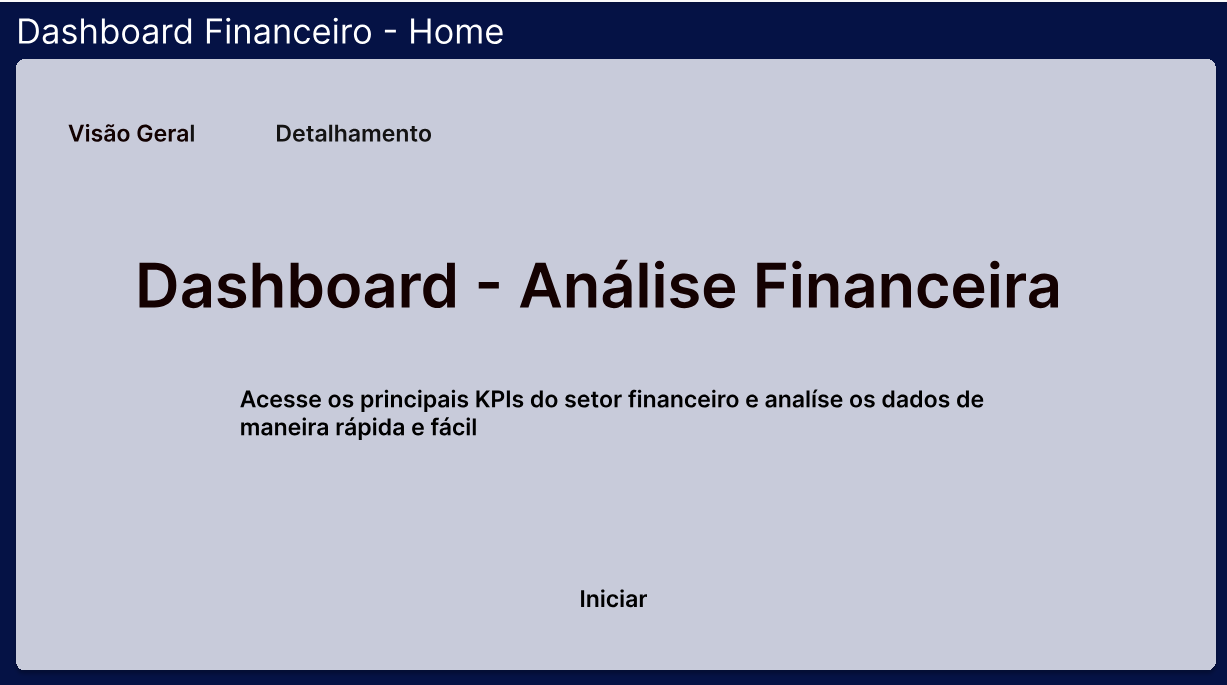 Dashboard Financeiro - Home
Visão Geral Detalhamento
Dashboard - Análise Financeira
Acesse os principais KPIs do setor financeiro e analíse os dados de
maneira rápida e fácil
Iniciar